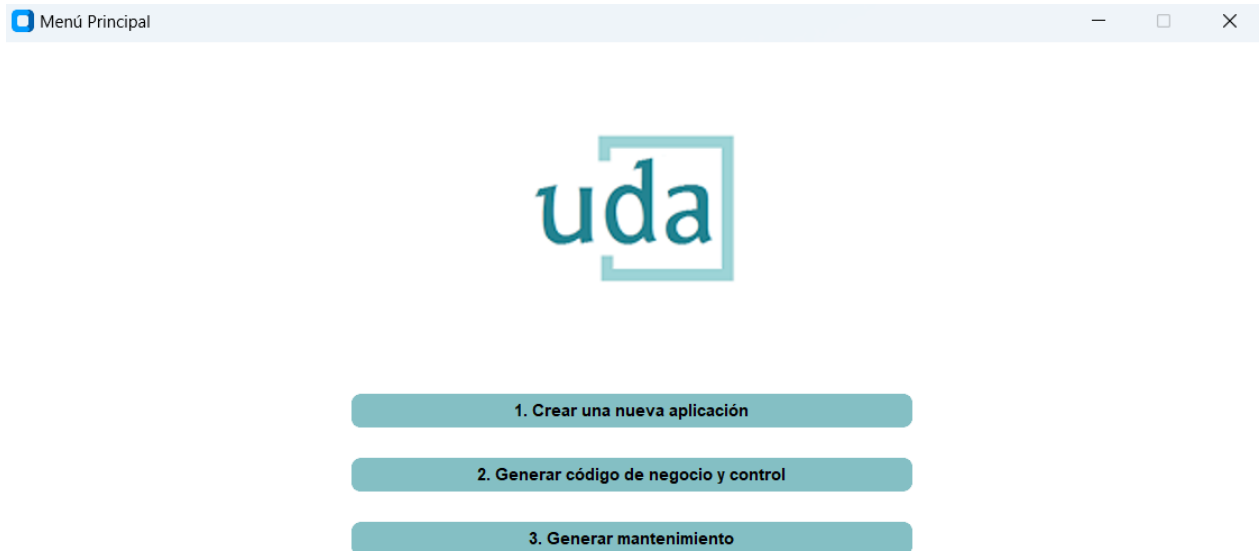 Menú Principal
uda
1. Crear una nueva aplicación
2. Generar código de negocio y control
3. Generar mantenimiento